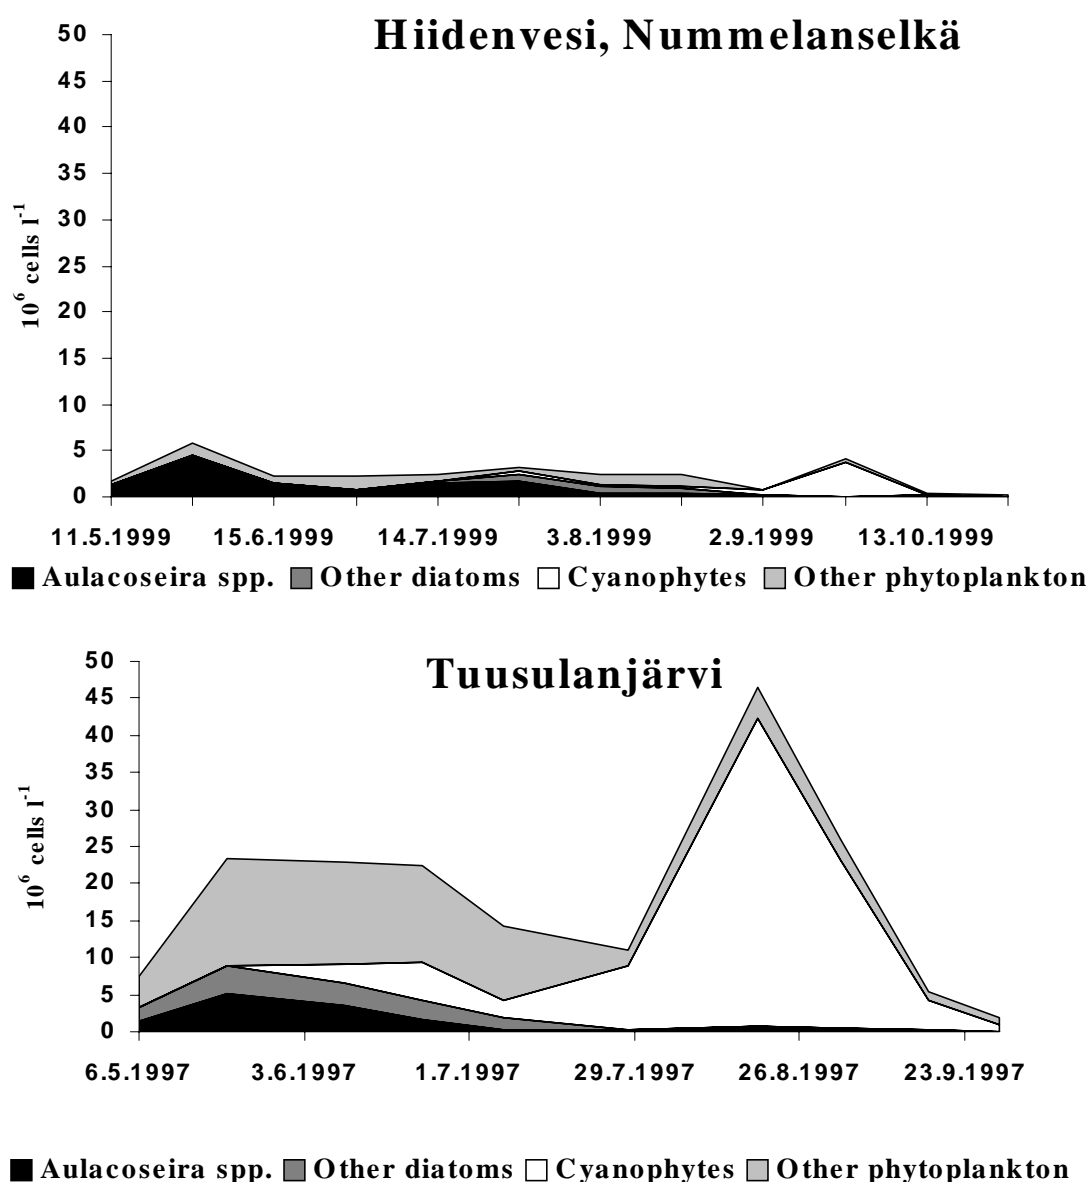 Hiidenvesi, Nummelanselkä
50
45
40
35
30
25
20
15
10
5
0
10⁶ cells l⁻¹
11.5.1999 15.6.1999 14.7.1999 3.8.1999 2.9.1999 13.10.1999
Aulacoseira spp. Other diatoms Cyanophytes Other phytoplankton
Tuusulanjärvi
50
45
40
35
30
25
20
15
10
5
0
10⁶ cells l⁻¹
6.5.1997 3.6.1997 1.7.1997 29.7.1997 26.8.1997 23.9.1997
Aulacoseira spp. Other diatoms Cyanophytes Other phytoplankton